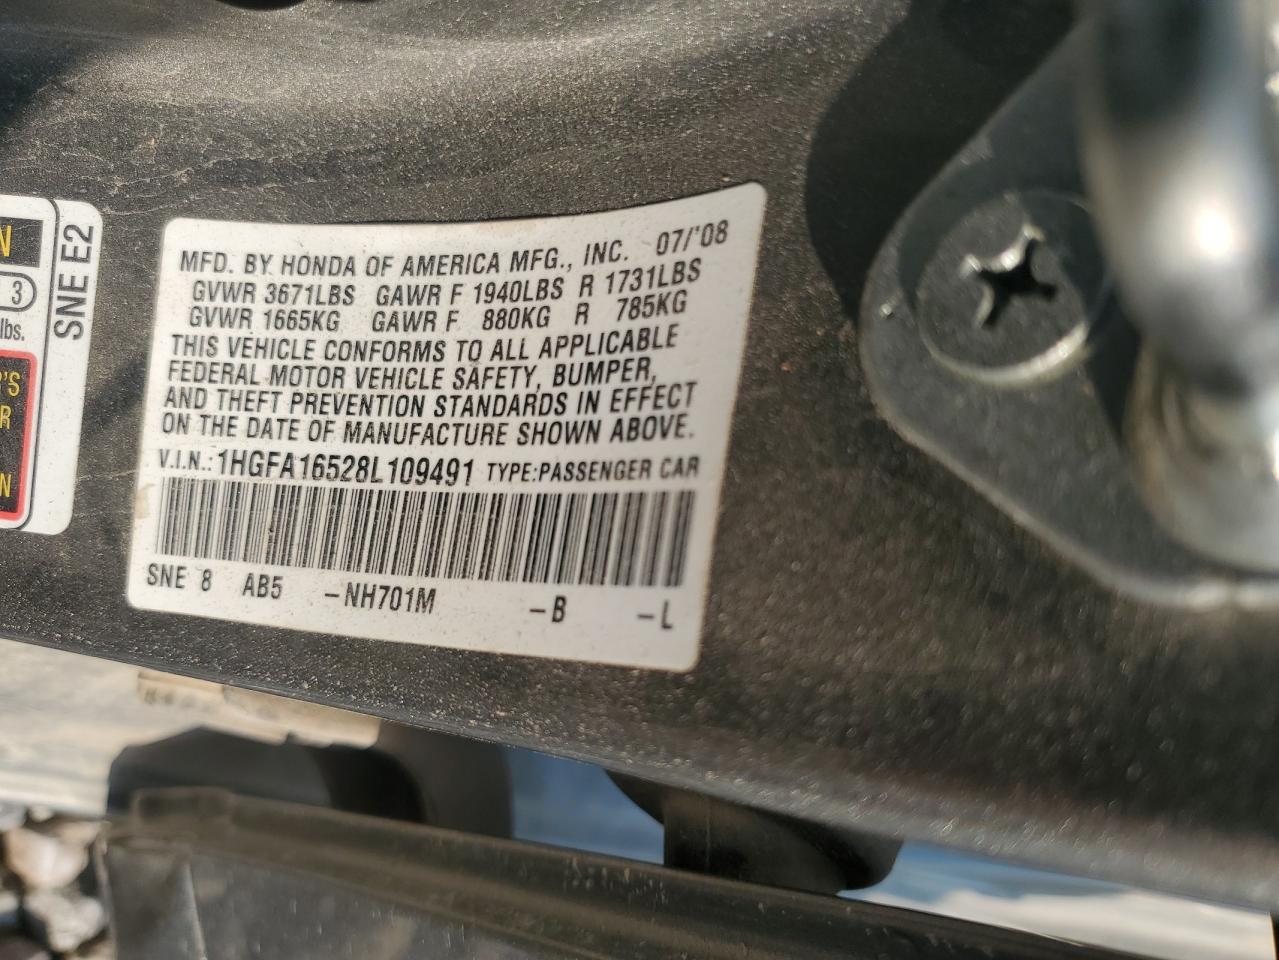 MFD. BY HONDA OF AMERICA MFG., INC. 07/'08
GVWR 3671LBS GAWR F 1940LBS R 1731LBS
GVWR 1665KG GAWR F 880KG R 785KG
THIS VEHICLE CONFORMS TO ALL APPLICABLE
FEDERAL MOTOR VEHICLE SAFETY, BUMPER,
AND THEFT PREVENTION STANDARDS IN EFFECT
ON THE DATE OF MANUFACTURE SHOWN ABOVE.
V.I.N.: 1HGFA16528L109491 TYPE:PASSENGER CAR
SNE 8 AB5 -NH701M -B -L
SNE E2
3
lbs.